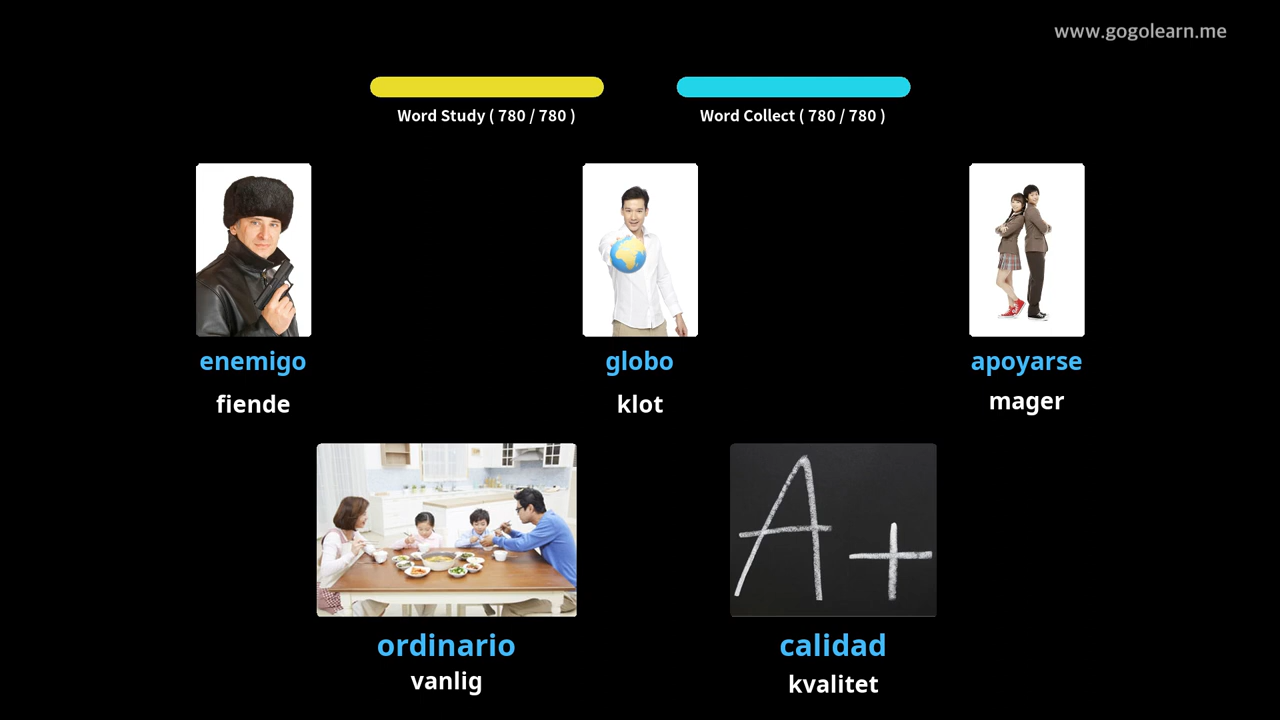 www.gogolearn.me
Word Study ( 780 / 780 )
Word Collect ( 780 / 780 )
enemigo
fiende
globo
klot
apoyarse
mager
ordinario
vanlig
A+
calidad
kvalitet